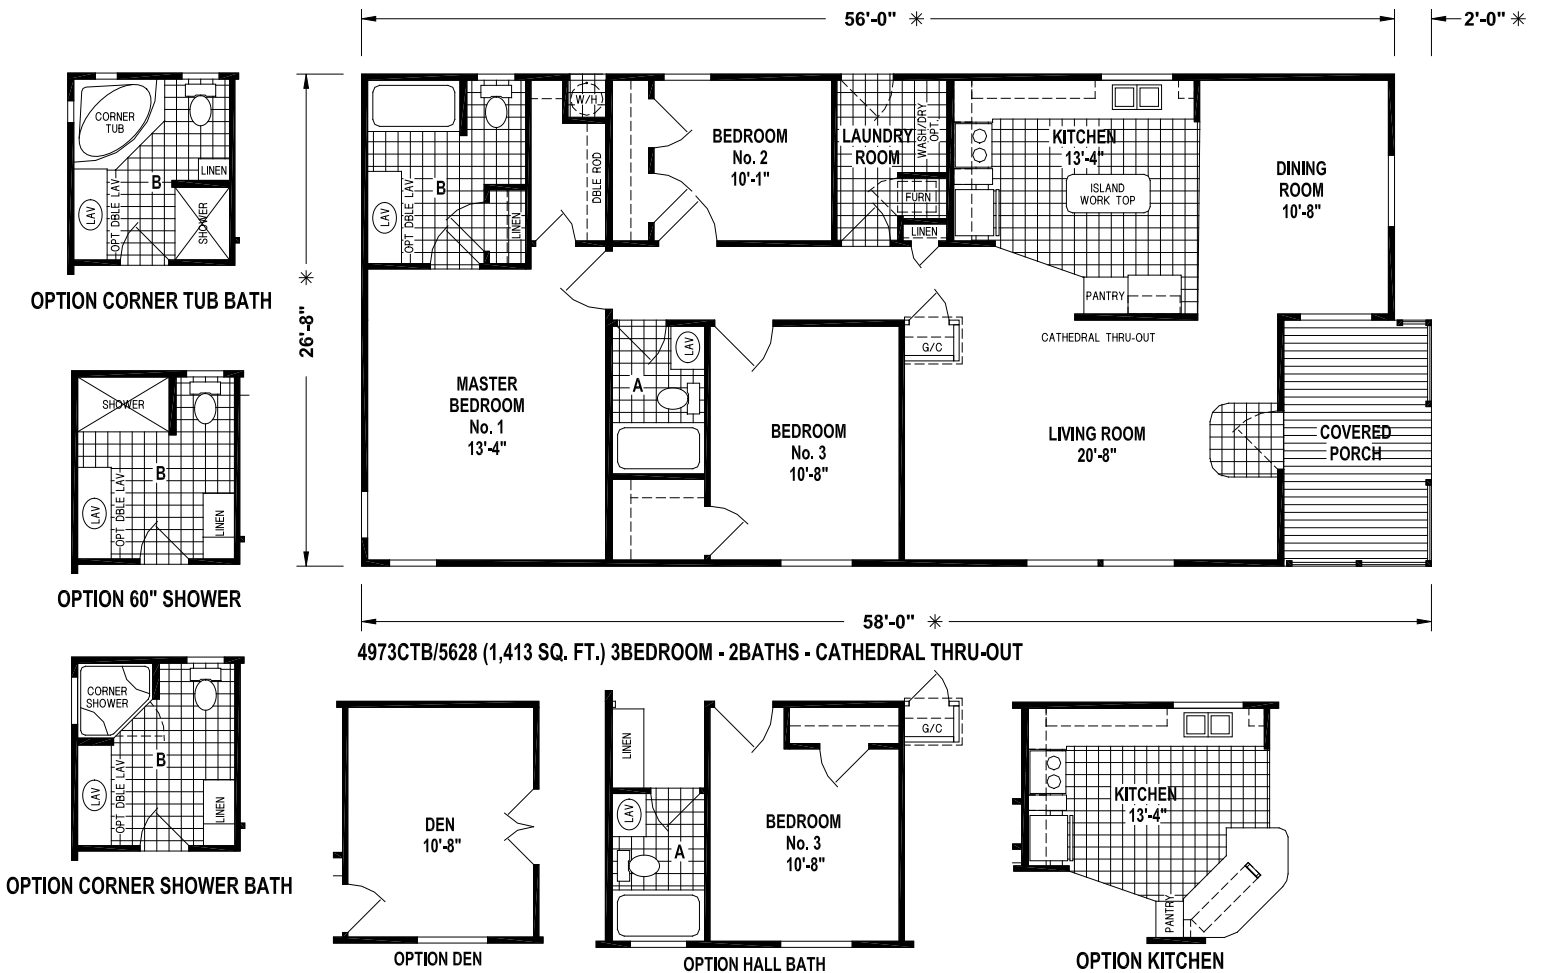 56'-0" ✳
2'-0" ✳
CORNER
TUB
LINEN
B
LAV
OPT DBLE LAV
SHOWER
OPTION CORNER TUB BATH
26'-8" ✳
B
LAV
OPT DBLE LAV
LINEN
W/H
DBLE ROD
BEDROOM
No. 2
10'-1"
LAUNDRY
ROOM
WASH/DRY
OPT.
FURN
LINEN
KITCHEN
13'-4"
ISLAND
WORK TOP
PANTRY
DINING
ROOM
10'-8"
CATHEDRAL THRU-OUT
G/C
MASTER
BEDROOM
No. 1
13'-4"
LAV
A
BEDROOM
No. 3
10'-8"
LIVING ROOM
20'-8"
COVERED
PORCH
SHOWER
B
LAV
OPT DBLE LAV
LINEN
OPTION 60" SHOWER
58'-0" ✳
4973CTB/5628 (1,413 SQ. FT.) 3BEDROOM - 2BATHS - CATHEDRAL THRU-OUT
CORNER
SHOWER
B
LAV
OPT DBLE LAV
LINEN
OPTION CORNER SHOWER BATH
DEN
10'-8"
OPTION DEN
LINEN
LAV
A
G/C
BEDROOM
No. 3
10'-8"
OPTION HALL BATH
KITCHEN
13'-4"
PANTRY
OPTION KITCHEN